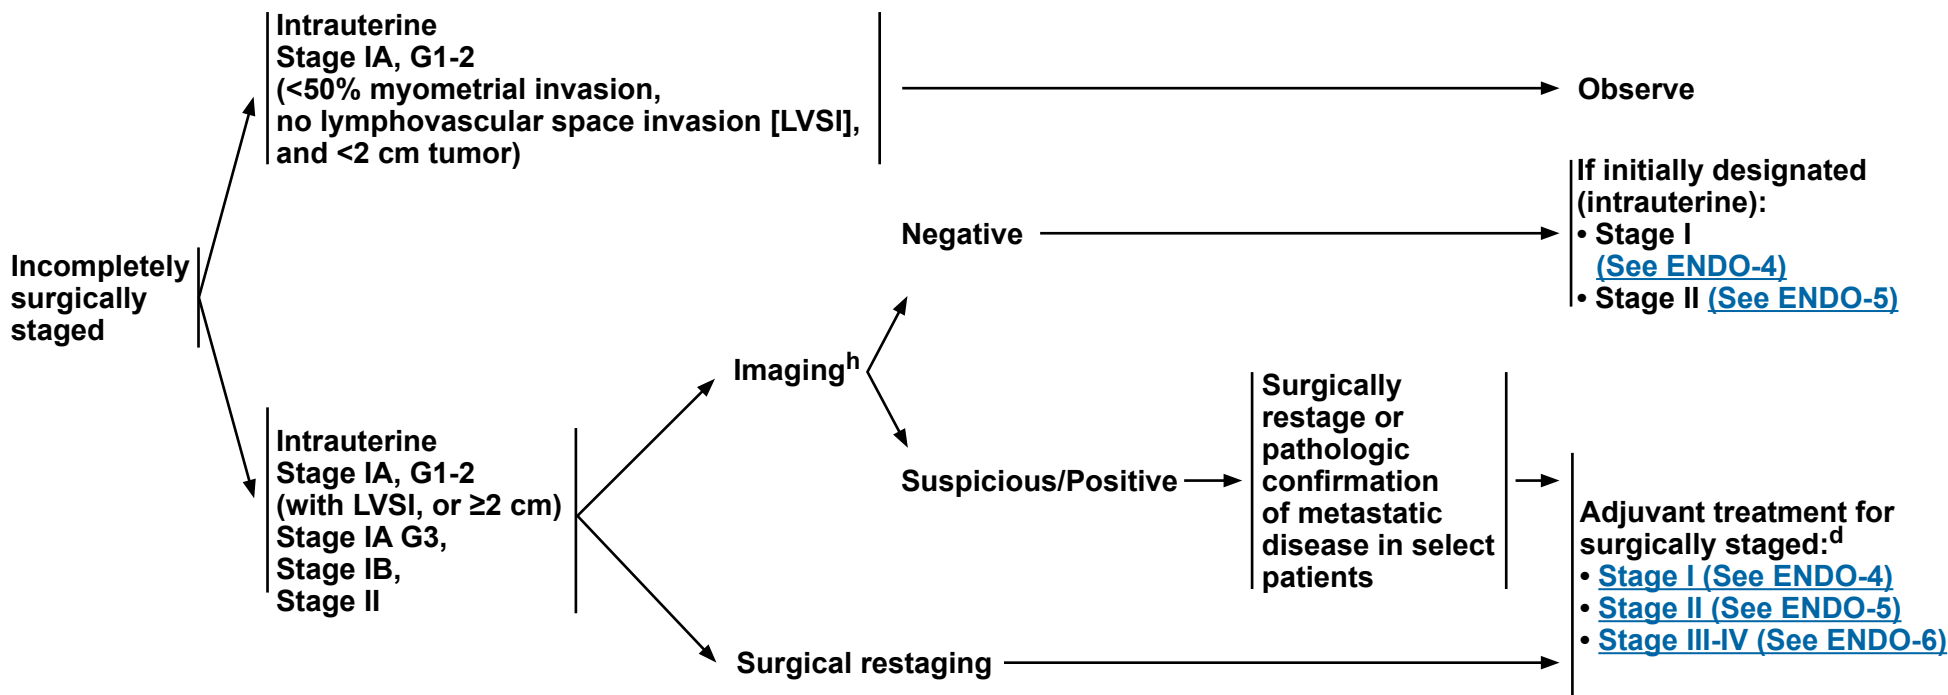 Incompletely
surgically
staged
Intrauterine
Stage IA, G1-2
(<50% myometrial invasion,
no lymphovascular space invasion [LVSI],
and <2 cm tumor)
Observe
Intrauterine
Stage IA, G1-2
(with LVSI, or ≥2 cm)
Stage IA G3,
Stage IB,
Stage II
Imagingh
Negative
If initially designated
(intrauterine):
• Stage I
(See ENDO-4)
• Stage II (See ENDO-5)
Suspicious/Positive
Surgically
restage or
pathologic
confirmation
of metastatic
disease in select
patients
Surgical restaging
Adjuvant treatment for
surgically staged:d
• Stage I (See ENDO-4)
• Stage II (See ENDO-5)
• Stage III-IV (See ENDO-6)